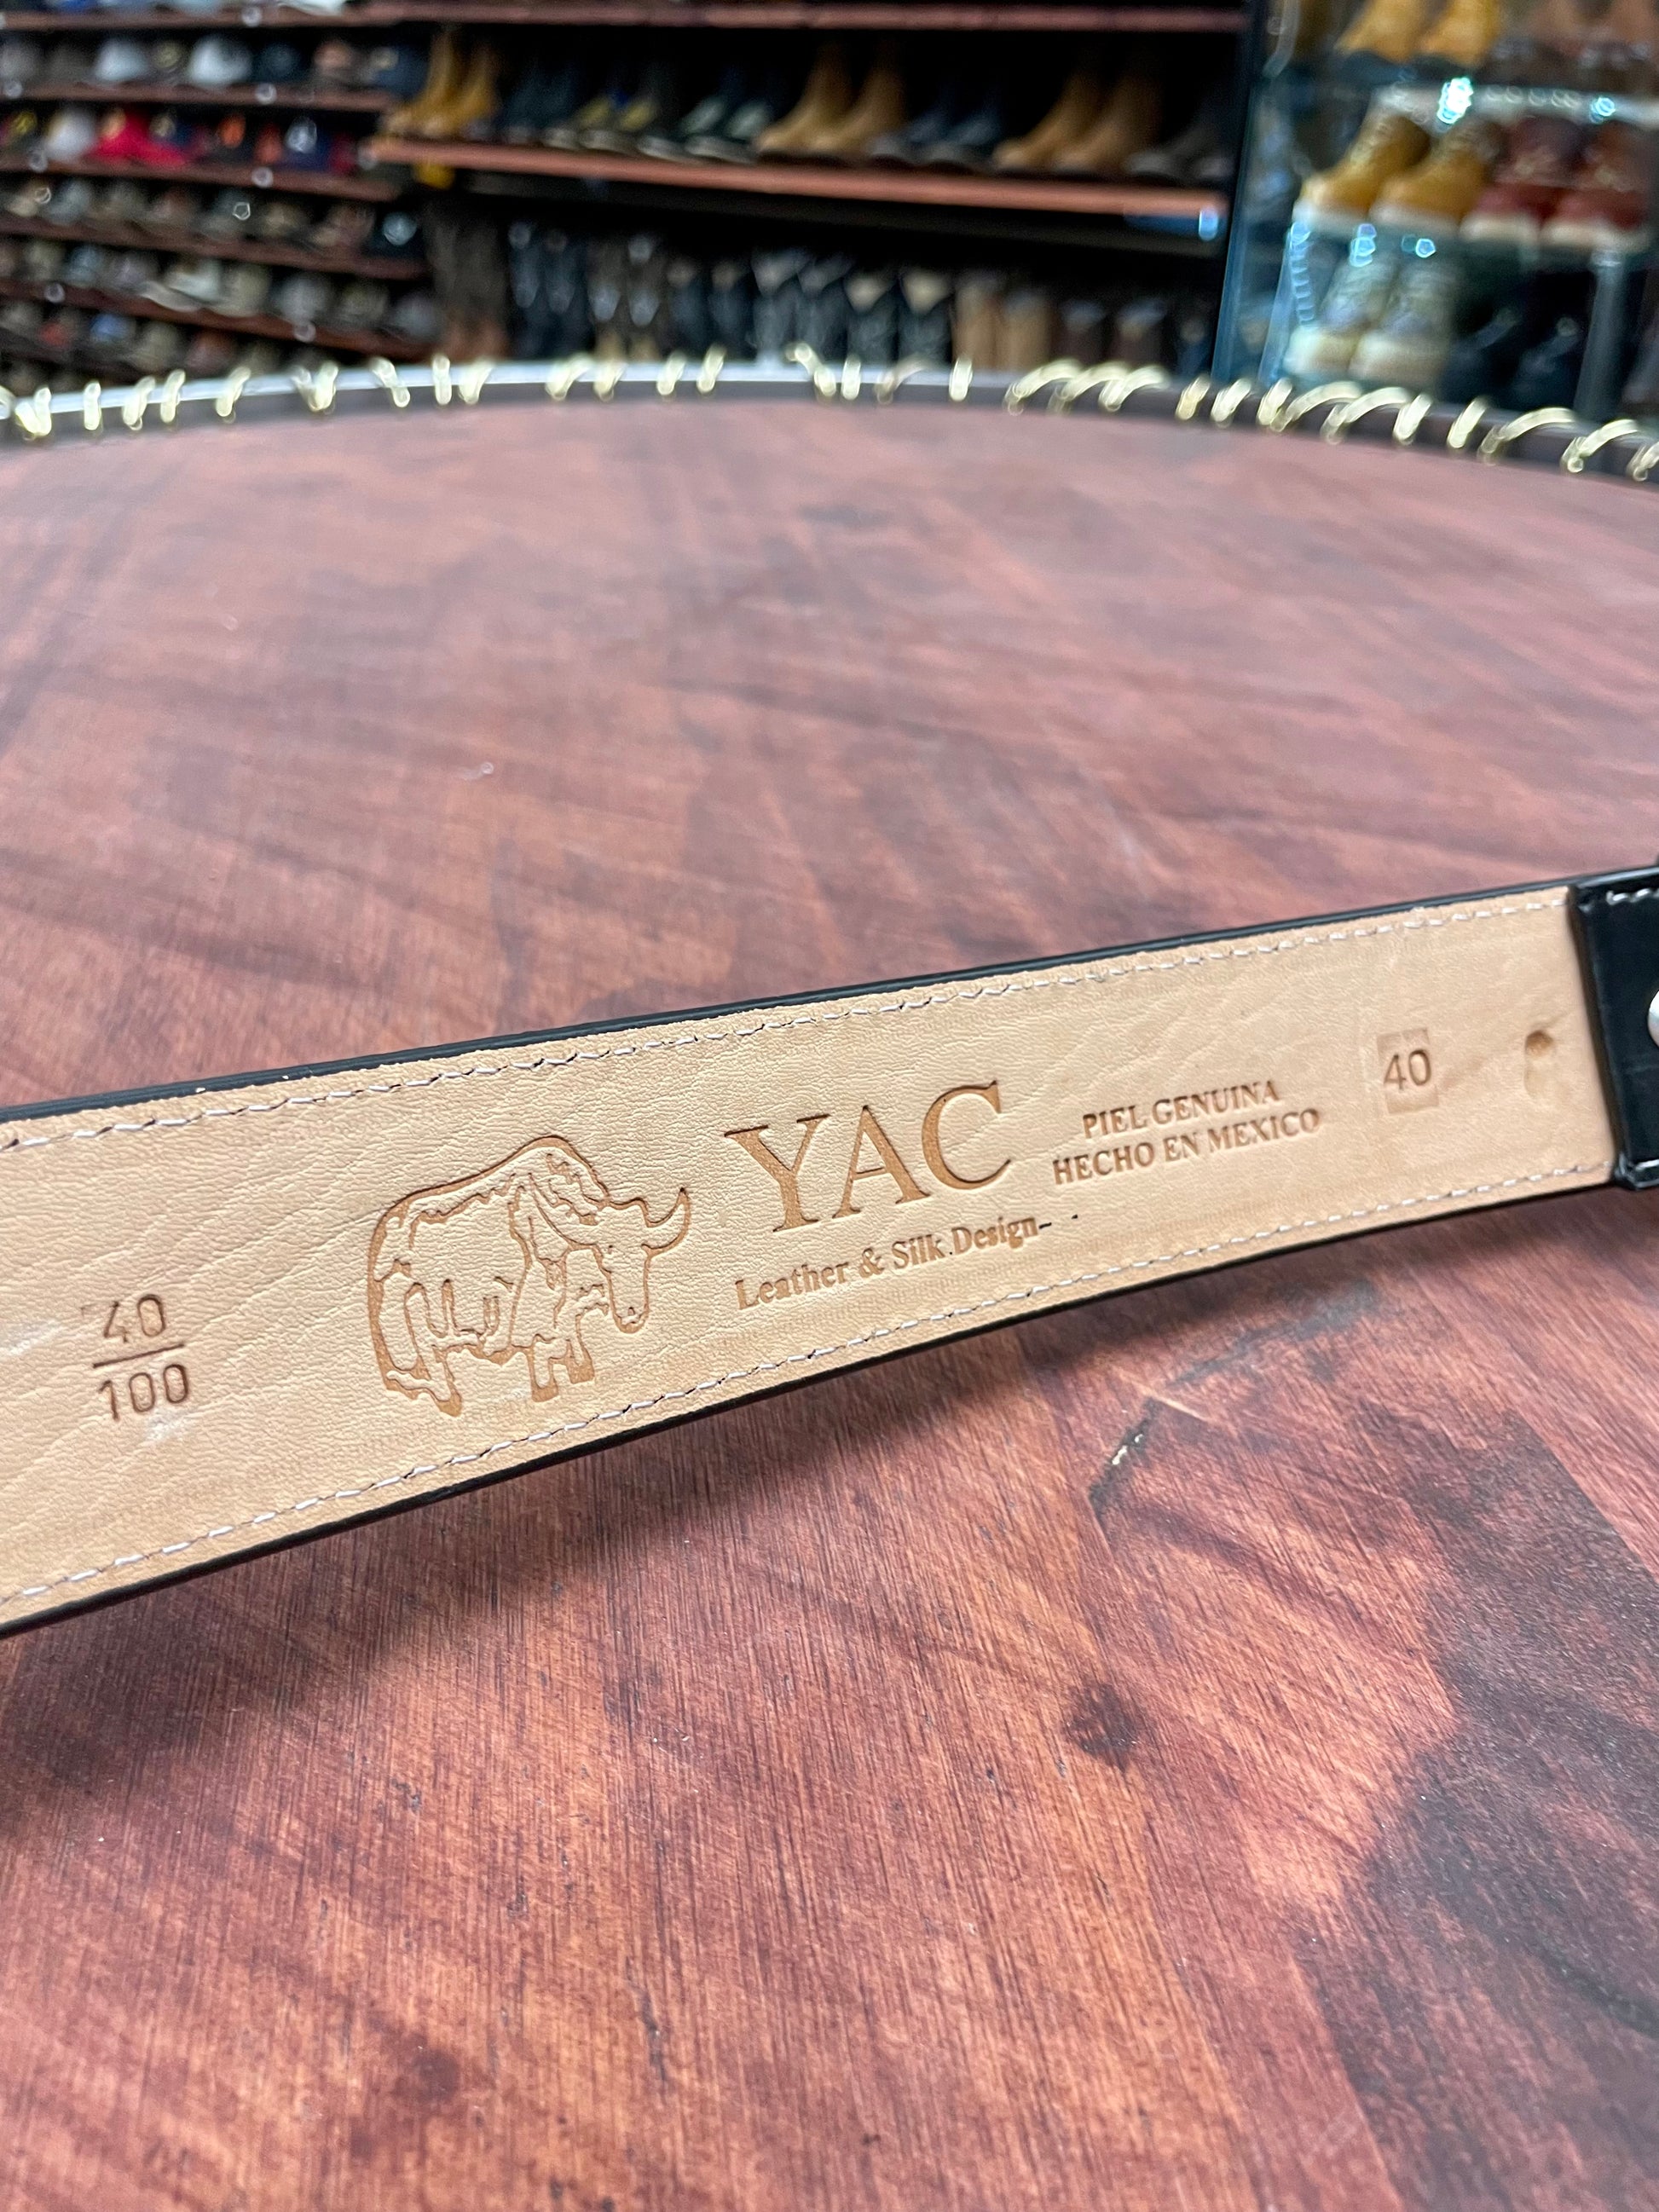 40
100
YAC
Leather & Silk Design
PIEL GENUINA
HECHO EN MEXICO
40